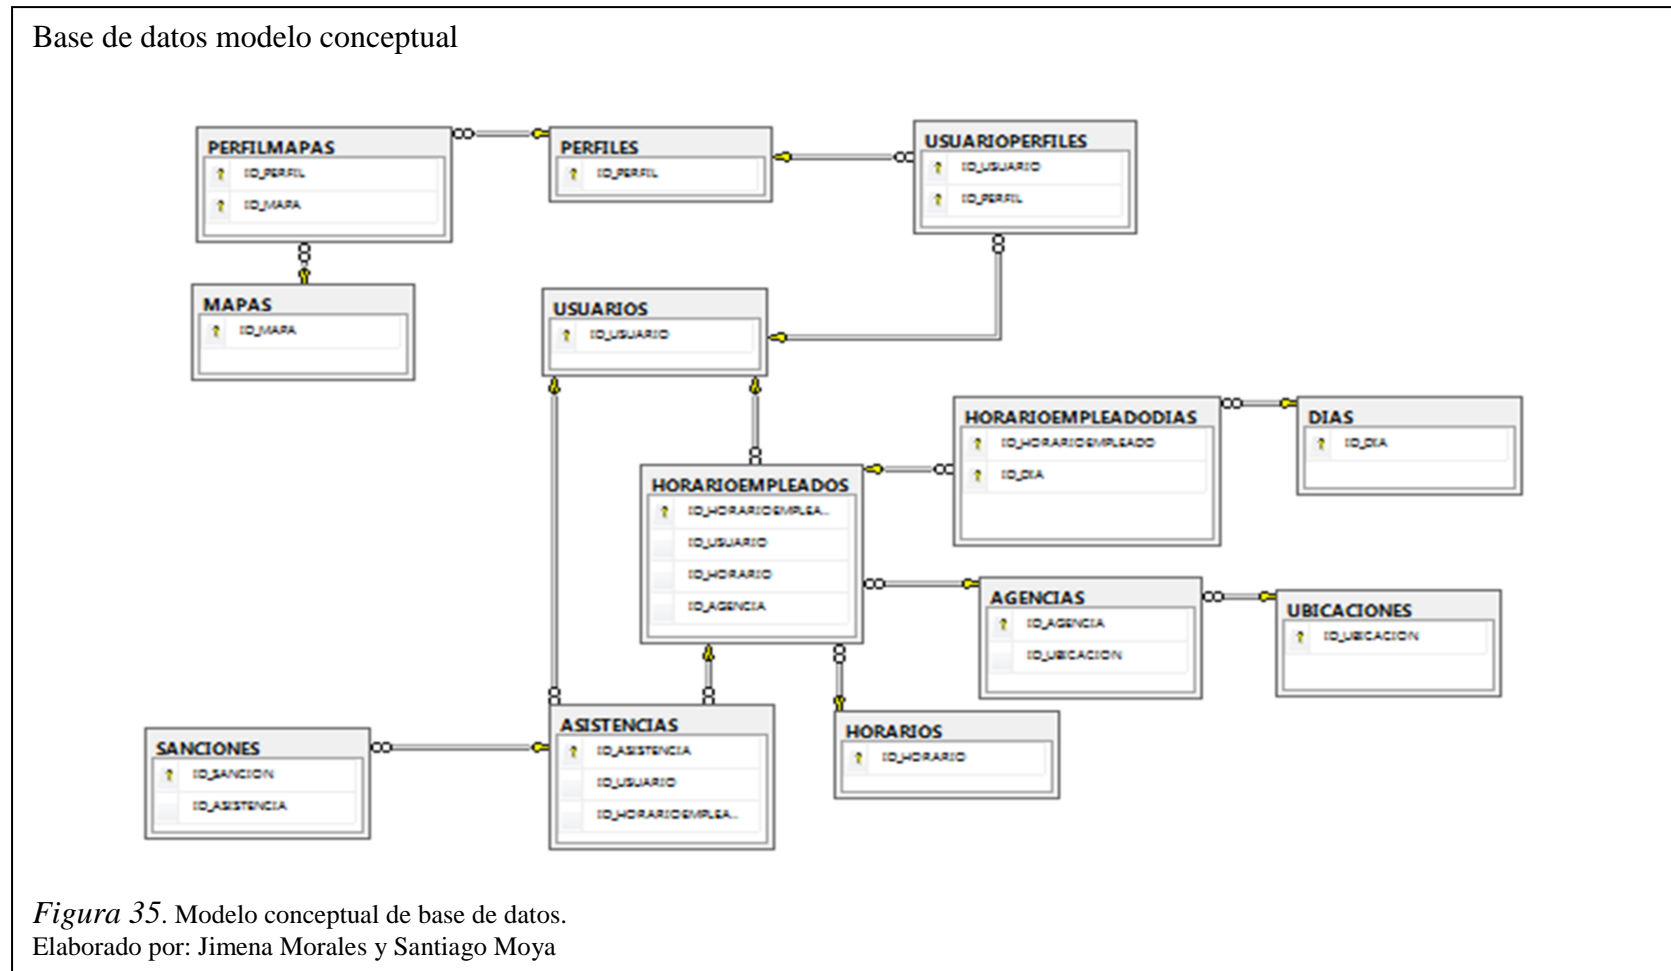 Base de datos modelo conceptual
PERFILMAPAS
ID_PERFIL
ID_MAPA
PERFILES
ID_PERFIL
USUARIOPERFILES
ID_USUARIO
ID_PERFIL
MAPAS
ID_MAPA
USUARIOS
ID_USUARIO
HORARIOEMPLEADODIAS
ID_HORARIOEMPLEADO
ID_DIA
DIAS
ID_DIA
HORARIOEMPLEADOS
ID_HORARIOEMPLEA...
ID_USUARIO
ID_HORARIO
ID_AGENCIA
AGENCIAS
ID_AGENCIA
ID_UBICACION
UBICACIONES
ID_UBICACION
SANCIONES
ID_SANCION
ID_ASISTENCIA
ASISTENCIAS
ID_ASISTENCIA
ID_USUARIO
ID_HORARIOEMPLEA...
HORARIOS
ID_HORARIO
Figura 35. Modelo conceptual de base de datos.
Elaborado por: Jimena Morales y Santiago Moya